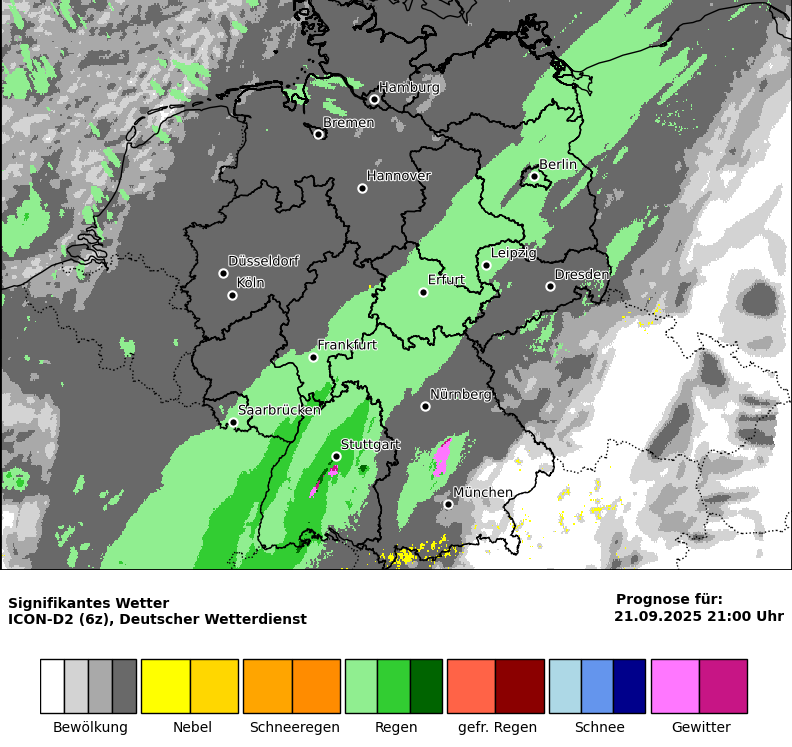 Hamburg
Bremen
Berlin
Hannover
Leipzig
Düsseldorf
Dresden
Köln
Erfurt
Frankfurt
Nürnberg
Saarbrücken
Stuttgart
München
Signifikantes Wetter
ICON-D2 (6z), Deutscher Wetterdienst
Prognose für:
21.09.2025 21:00 Uhr
Bewölkung Nebel Schneeregen Regen gefr. Regen Schnee Gewitter